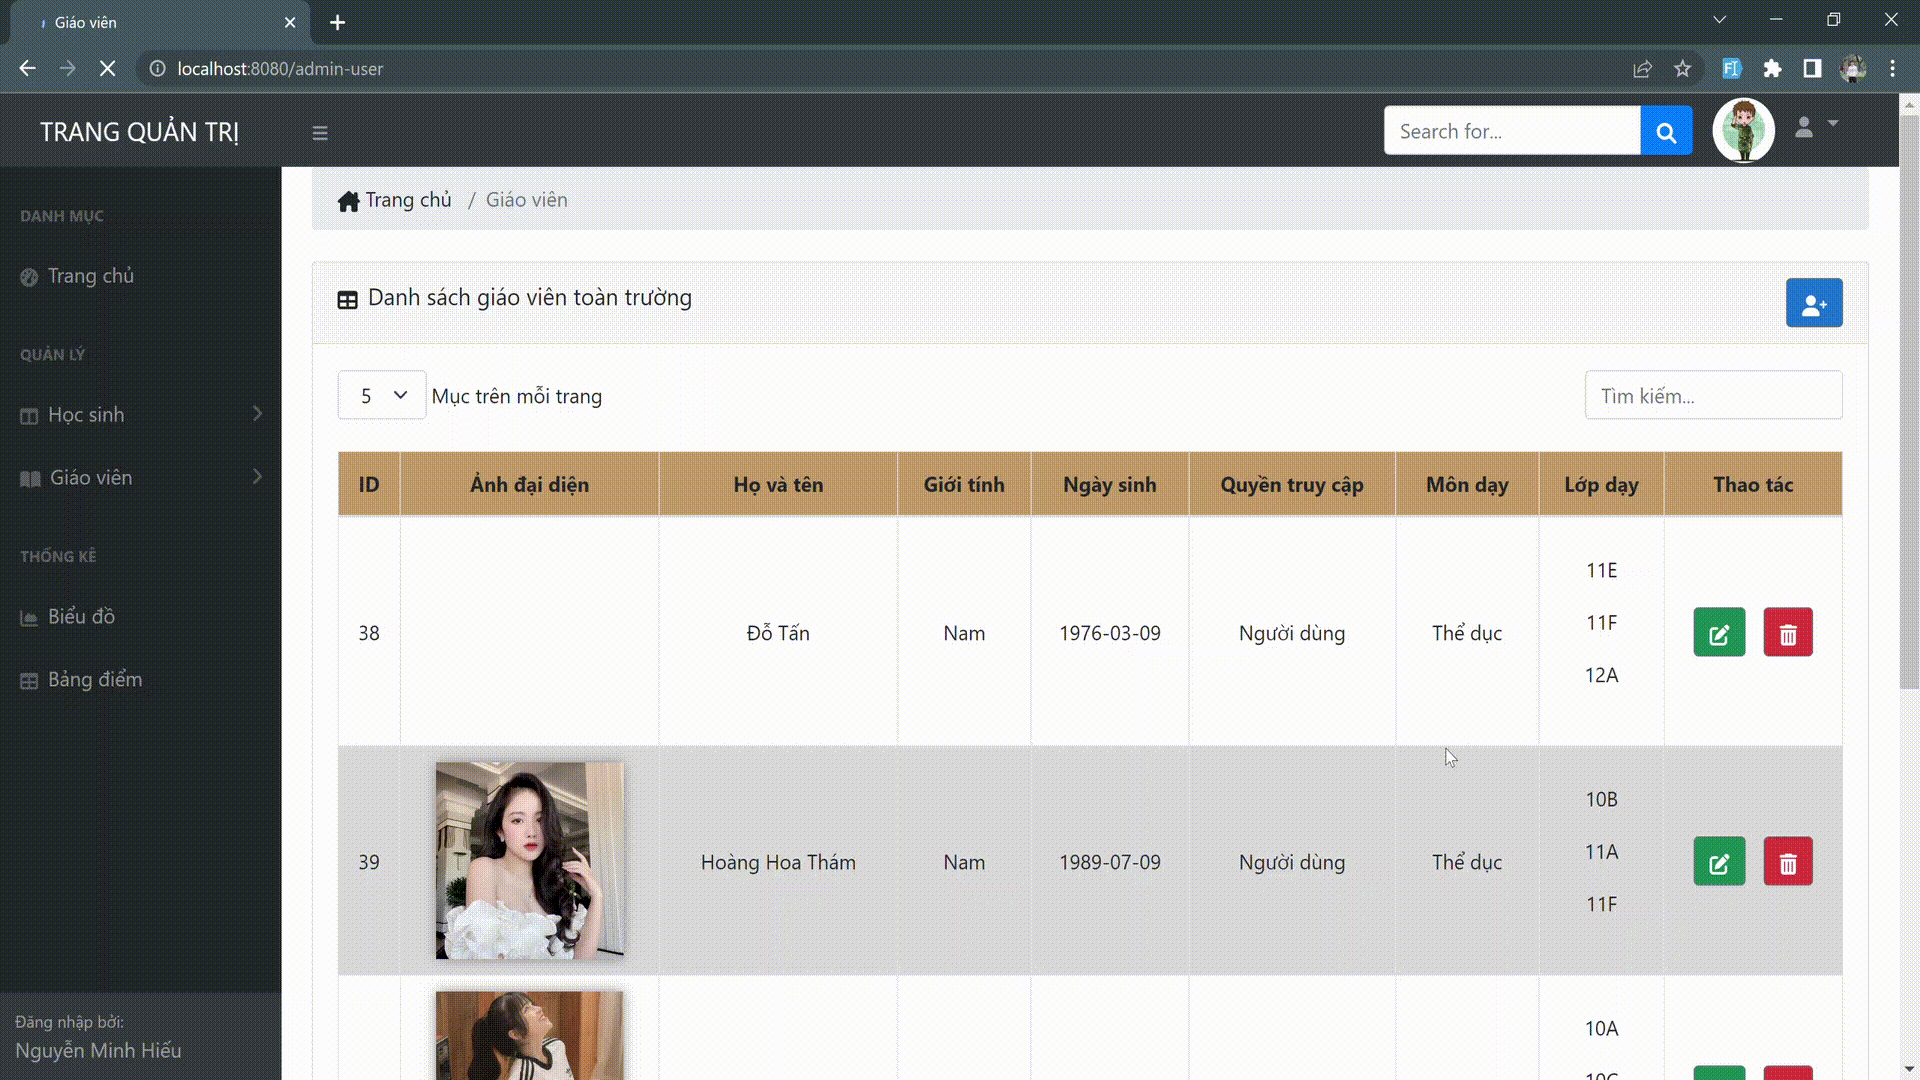 Giáo viên
localhost:8080/admin-user
TRANG QUẢN TRỊ
Search for...
DANH MỤC
Trang chủ
QUẢN LÝ
Học sinh
Giáo viên
THỐNG KÊ
Biểu đồ
Bảng điểm
Đăng nhập bởi:
Nguyễn Minh Hiếu
Trang chủ / Giáo viên
Danh sách giáo viên toàn trường
5 Mục trên mỗi trang
Tìm kiếm...
ID Ảnh đại diện Họ và tên Giới tính Ngày sinh Quyền truy cập Môn dạy Lớp dạy Thao tác
11E
11F
38 Đỗ Tấn Nam 1976-03-09 Người dùng Thể dục
12A
10B
11A
39 Hoàng Hoa Thám Nam 1989-07-09 Người dùng Thể dục
11F
10A